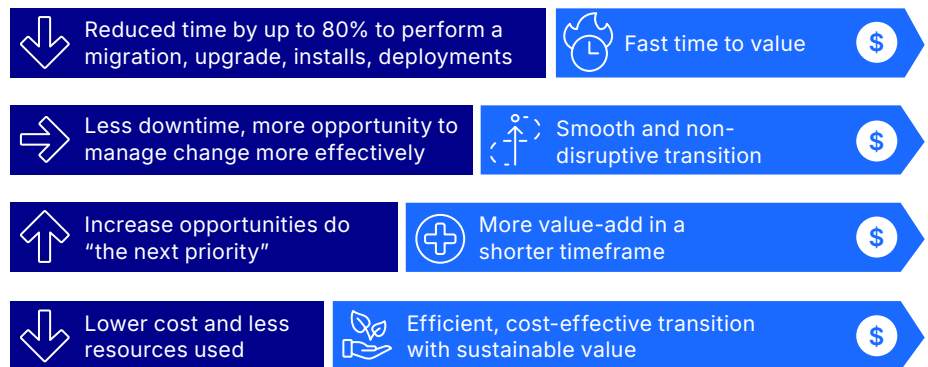 Reduced time by up to 80% to perform a
migration, upgrade, installs, deployments
Fast time to value
$
Less downtime, more opportunity to
manage change more effectively
Smooth and non-
disruptive transition
$
Increase opportunities do
“the next priority”
More value-add in a
shorter timeframe
$
Lower cost and less
resources used
Efficient, cost-effective transition
with sustainable value
$